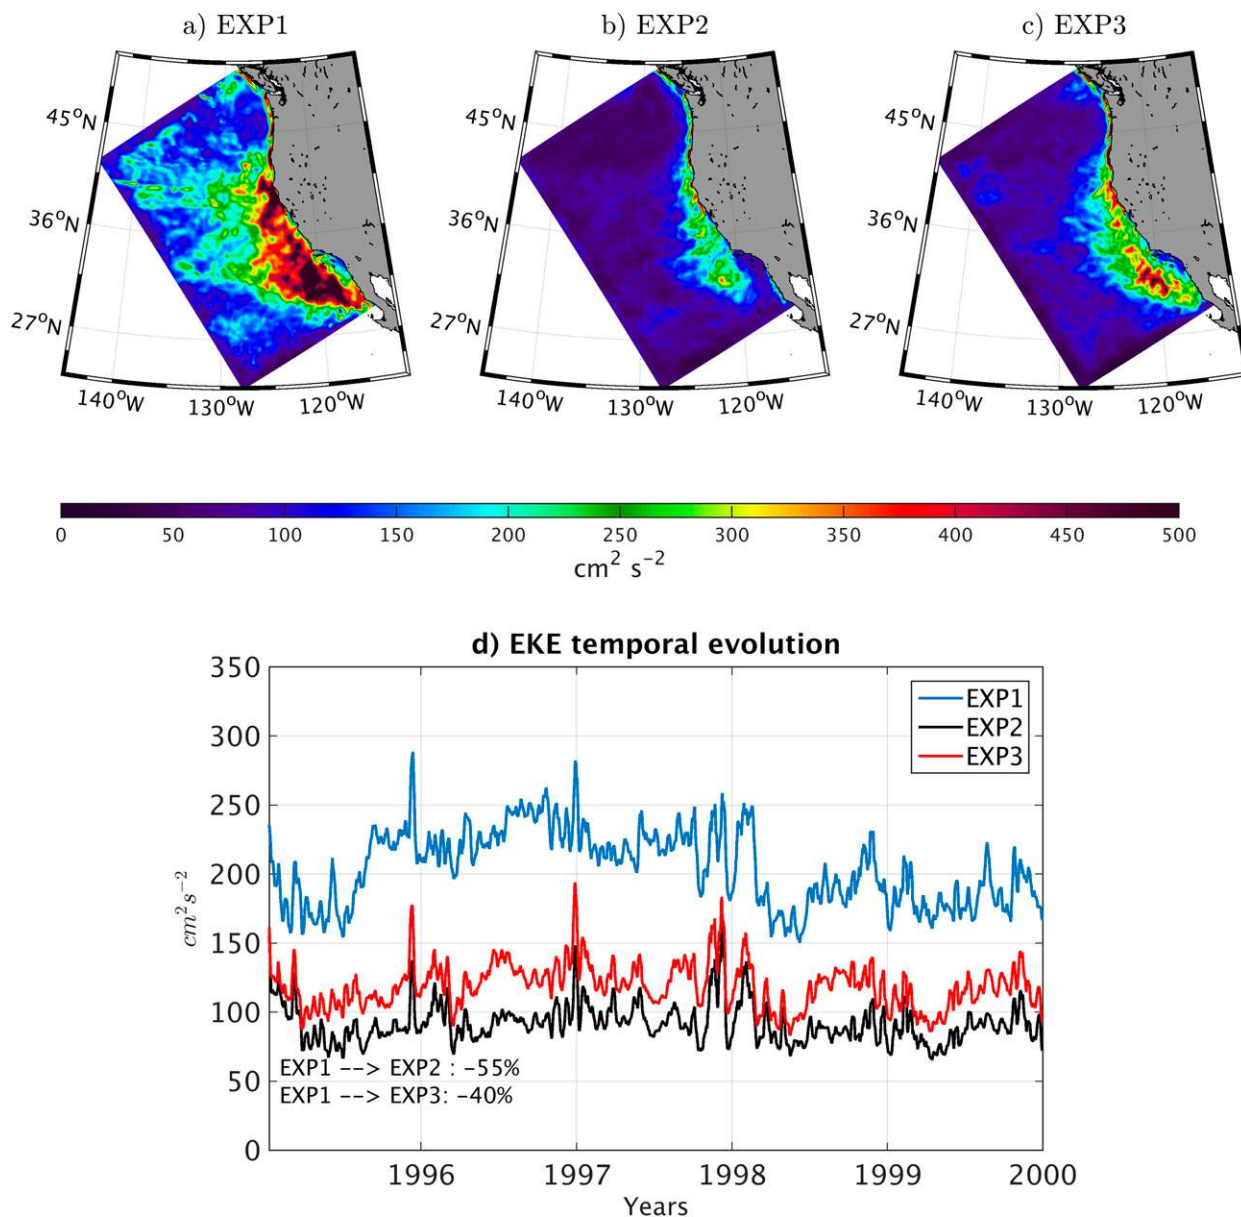 a) EXP1
b) EXP2
c) EXP3
45°N
36°N
27°N
140°W
130°W
120°W
45°N
36°N
27°N
140°W
130°W
120°W
45°N
36°N
27°N
140°W
130°W
120°W
0 50 100 150 200 250 300 350 400 450 500
cm² s⁻²
d) EKE temporal evolution
350
300
250
200
150
100
50
0
cm²s⁻²
EXP1
EXP2
EXP3
EXP1 --> EXP2 : -55%
EXP1 --> EXP3: -40%
1996 1997 1998 1999 2000
Years